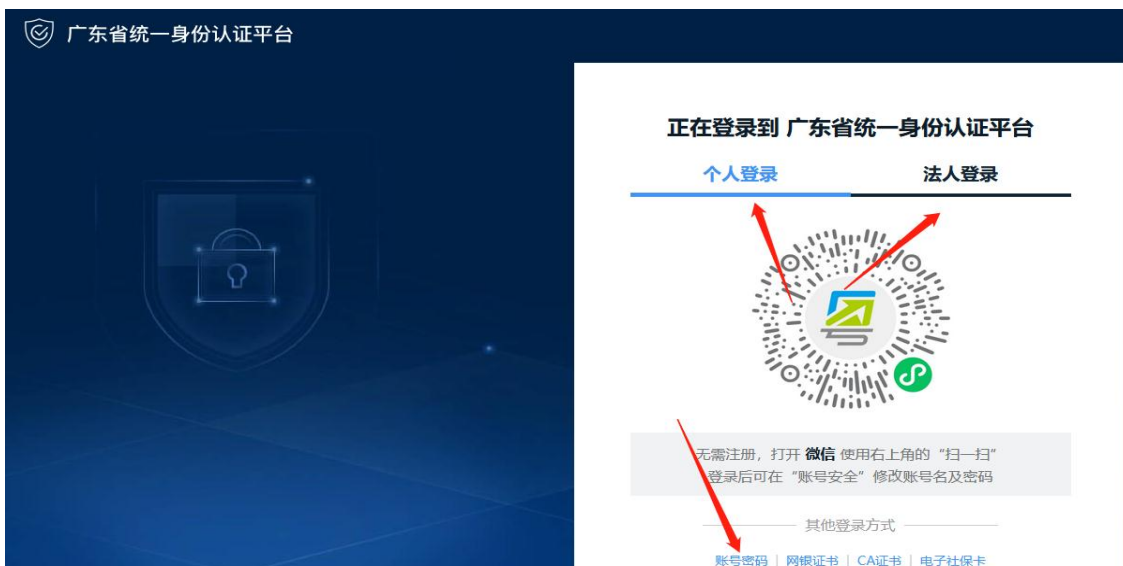 广东省统一身份认证平台
正在登录到 广东省统一身份认证平台
个人登录 法人登录
无需注册，打开 微信 使用右上角的“扫一扫”
登录后可在“账号安全”修改账号名及密码
其他登录方式
账号密码 | 网银证书 | CA证书 | 电子社保卡